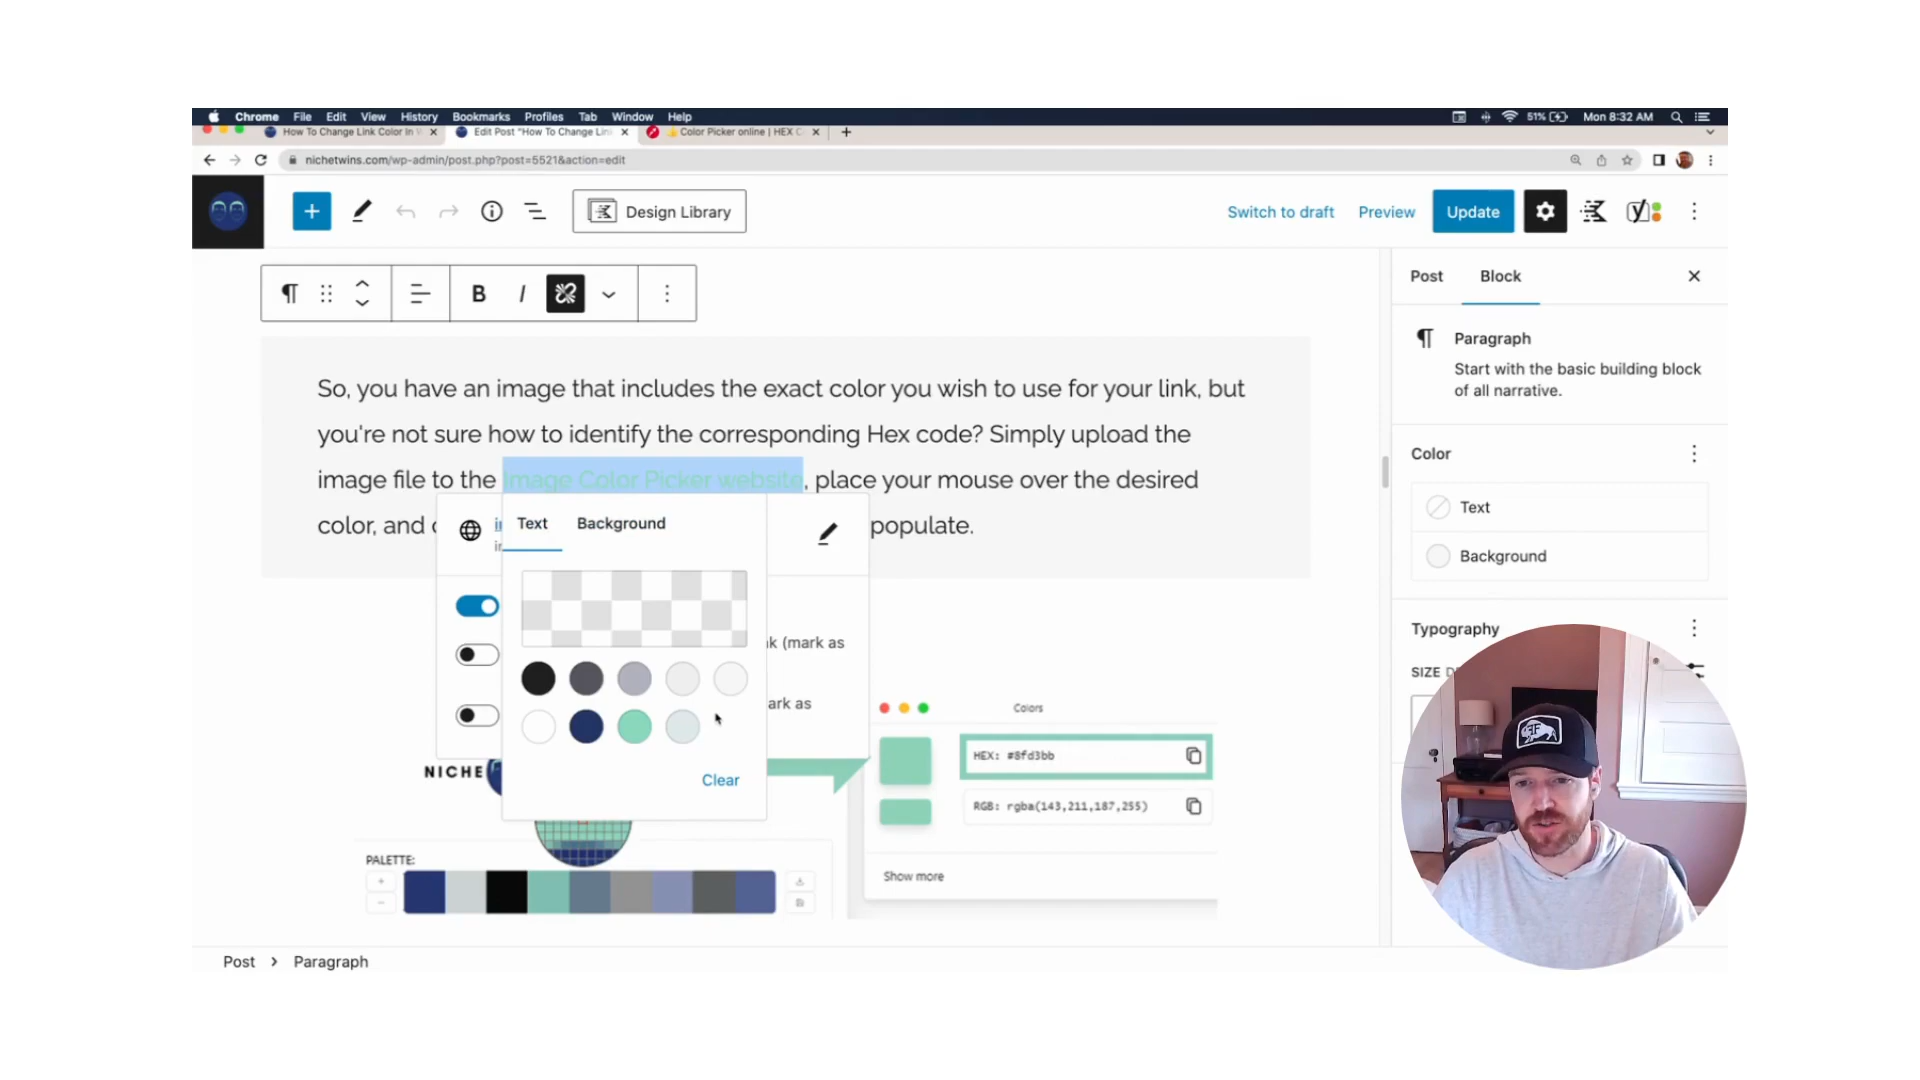 Chrome File Edit View History Bookmarks Profiles Tab Window Help
51% Mon 8:32 AM
How To Change Link Color In
Edit Post "How To Change Lin
Color Picker online | HEX C
nichetwins.com/wp-admin/post.php?post=5521&action=edit
Design Library
Switch to draft
Preview
Update
B I
Post
Block
Paragraph
Start with the basic building block
of all narrative.
Color
Text
Background
Typography
SIZE
So, you have an image that includes the exact color you wish to use for your link, but
you're not sure how to identify the corresponding Hex code? Simply upload the
image file to the Image Color Picker website, place your mouse over the desired
color, and populate.
Text
Background
k (mark as
ark as
Clear
NICHE
Colors
HEX: #8fd3bb
RGB: rgba(143,211,187,255)
Show more
PALETTE:
Post > Paragraph